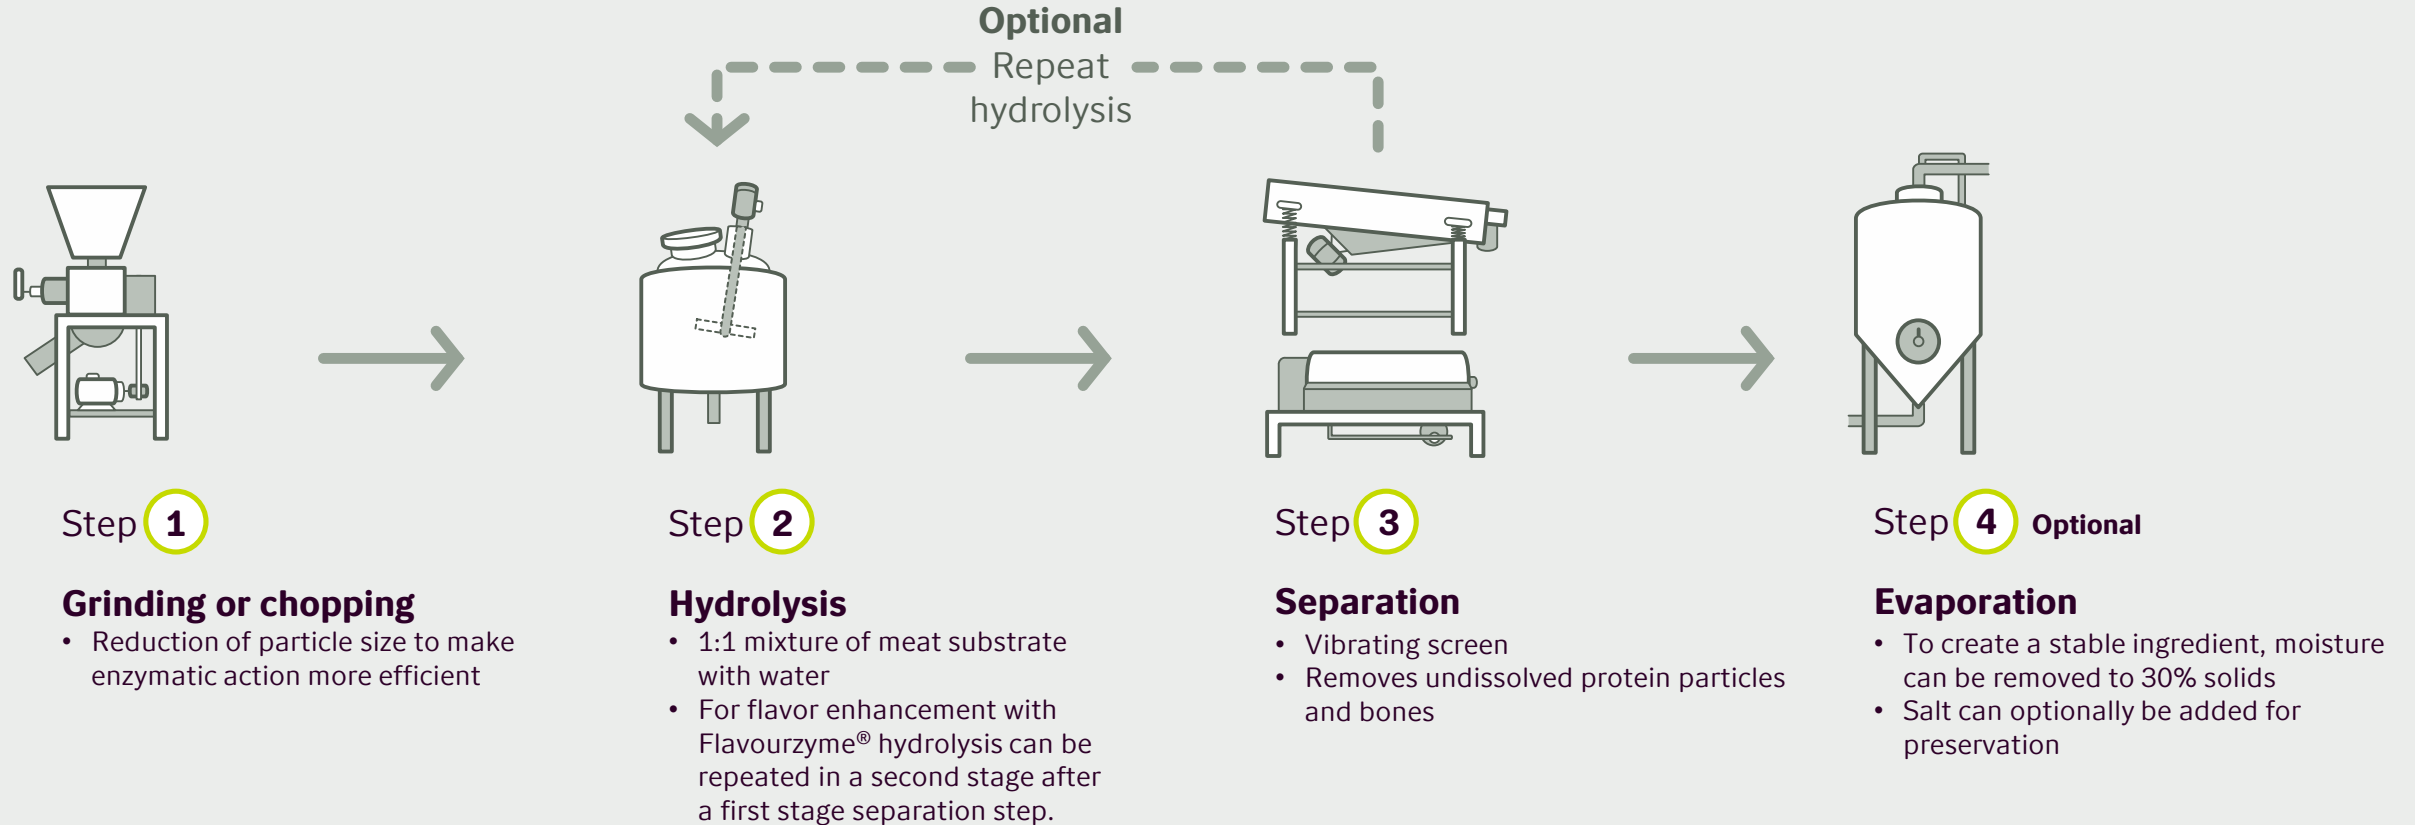 Optional
Repeat
hydrolysis
Step 1
Grinding or chopping
• Reduction of particle size to make
enzymatic action more efficient
Step 2
Hydrolysis
• 1:1 mixture of meat substrate
with water
• For flavor enhancement with
Flavourzyme® hydrolysis can be
repeated in a second stage after
a first stage separation step.
Step 3
Separation
• Vibrating screen
• Removes undissolved protein particles
and bones
Step 4 Optional
Evaporation
• To create a stable ingredient, moisture
can be removed to 30% solids
• Salt can optionally be added for
preservation